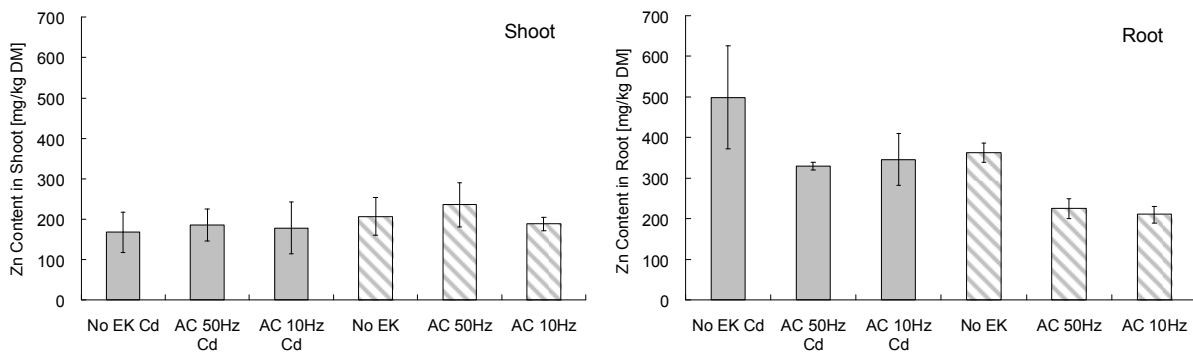 Shoot
Zn Content in Shoot [mg/kg DM]
700
600
500
400
300
200
100
0
No EK Cd
AC 50Hz
Cd
AC 10Hz
Cd
No EK
AC 50Hz
AC 10Hz
Root
Zn Content in Root [mg/kg DM]
700
600
500
400
300
200
100
0
No EK Cd
AC 50Hz
Cd
AC 10Hz
Cd
No EK
AC 50Hz
AC 10Hz